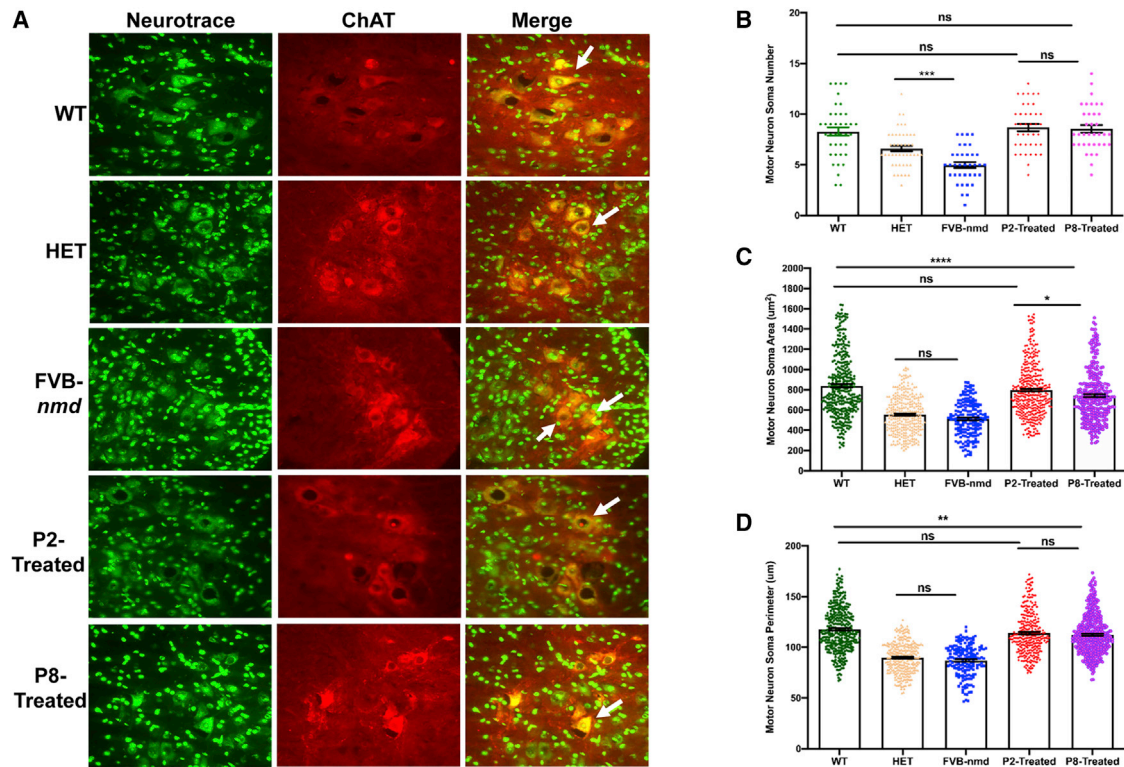 A
Neurotrace ChAT Merge
WT
HET
FVB-
nmd
P2-
Treated
P8-
Treated
B
Motor Neuron Soma Number
20
15
10
5
0
ns
ns
ns
***
WT HET FVB-nmd P2-Treated P8-Treated
C
Motor Neuron Soma Area (um²)
2000
1800
1600
1400
1200
1000
800
600
400
200
0
****
ns
*
ns
WT HET FVB-nmd P2-Treated P8-Treated
D
Motor Neuron Soma Perimeter (um)
200
150
100
50
0
**
ns
ns
ns
WT HET FVB-nmd P2-Treated P8-Treated